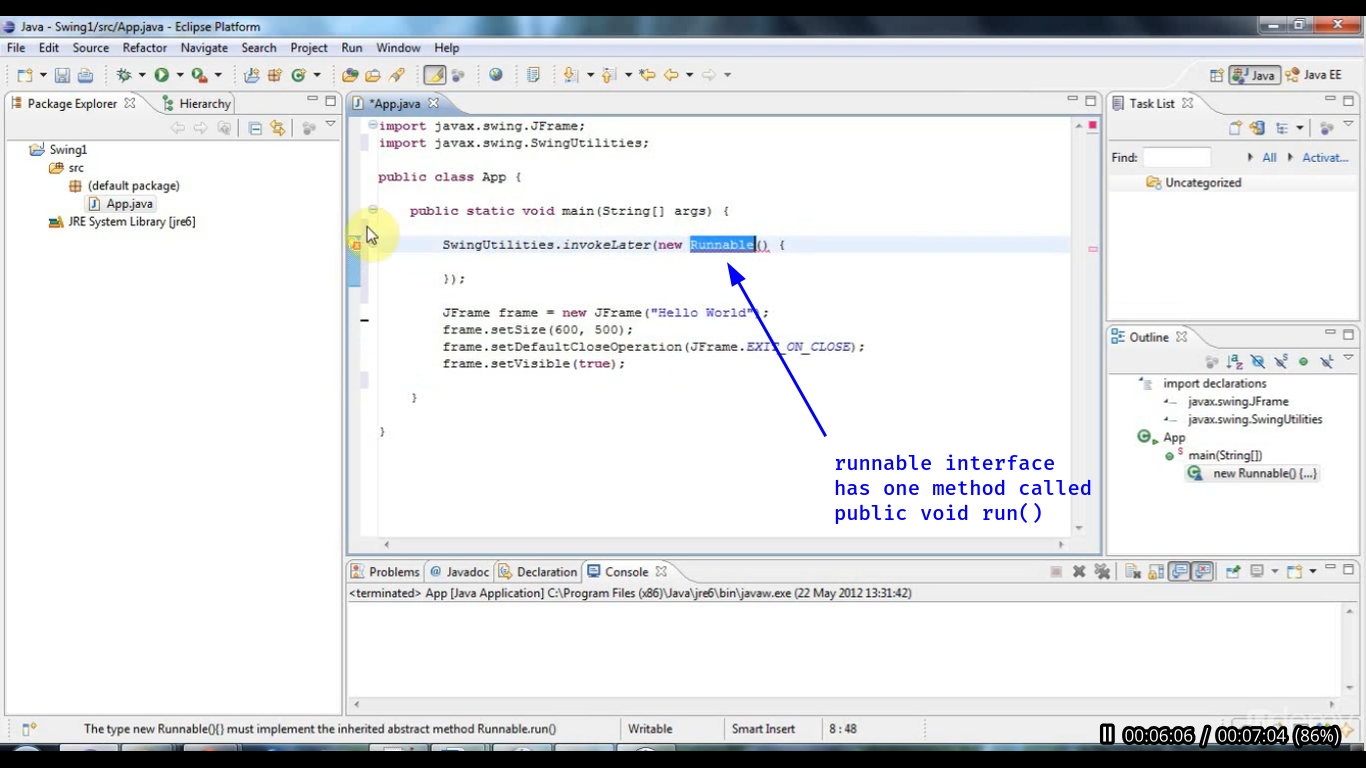 Java - Swing1/src/App.java - Eclipse Platform
File Edit Source Refactor Navigate Search Project Run Window Help
Java Java EE
Package Explorer Hierarchy
Swing1
src
(default package)
App.java
JRE System Library [jre6]
*App.java
import javax.swing.JFrame;
import javax.swing.SwingUtilities;
public class App {
public static void main(String[] args) {
SwingUtilities.invokeLater(new Runnable() {
});
JFrame frame = new JFrame("Hello World");
frame.setSize(600, 500);
frame.setDefaultCloseOperation(JFrame.EXIT_ON_CLOSE);
frame.setVisible(true);
}
}
runnable interface
has one method called
public void run()
Task List
Find: All Activat...
Uncategorized
Outline
import declarations
javax.swing.JFrame
javax.swing.SwingUtilities
App
main(String[])
new Runnable() {...}
Problems Javadoc Declaration Console
<terminated> App [Java Application] C:\Program Files (x86)\Java\jre6\bin\javaw.exe (22 May 2012 13:31:42)
The type new Runnable(){} must implement the inherited abstract method Runnable.run() Writable Smart Insert 8 : 48
00:06:06 / 00:07:04 (86%)